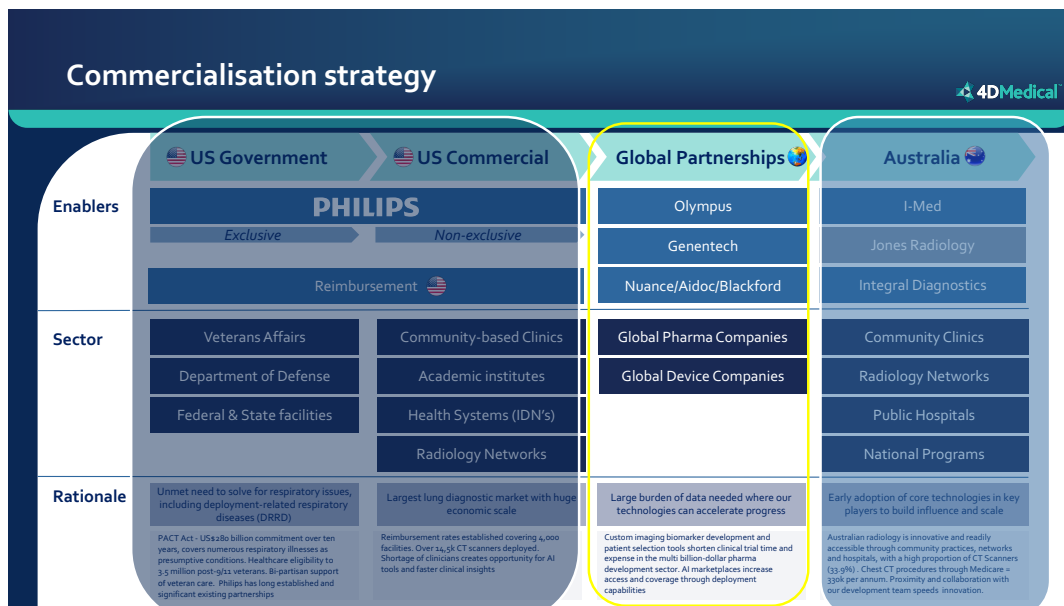 Commercialisation strategy
4DMedical™
US Government
US Commercial
Global Partnerships
Australia
Enablers
PHILIPS
Exclusive
Non-exclusive
Reimbursement
Olympus
Genentech
Nuance/Aidoc/Blackford
I-Med
Jones Radiology
Integral Diagnostics
Sector
Veterans Affairs
Department of Defense
Federal & State facilities
Community-based Clinics
Academic institutes
Health Systems (IDN's)
Radiology Networks
Global Pharma Companies
Global Device Companies
Community Clinics
Radiology Networks
Public Hospitals
National Programs
Rationale
Unmet need to solve for respiratory issues,
including deployment-related respiratory
diseases (DRRD)
PACT Act - US$280 billion commitment over ten
years, covers numerous respiratory illnesses as
presumptive conditions. Healthcare eligibility to
3.5 million post-9/11 veterans. Bi-partisan support
of veteran care.  Philips has long established and
significant existing partnerships
Largest lung diagnostic market with huge
economic scale
Reimbursement rates established covering 4,000
facilities. Over 14,5k CT scanners deployed.
Shortage of clinicians creates opportunity for AI
tools and faster clinical insights
Large burden of data needed where our
technologies can accelerate progress
Custom imaging biomarker development and
patient selection tools shorten clinical trial time and
expense in the multi billion-dollar pharma
development sector. AI marketplaces increase
access and coverage through deployment
capabilities
Early adoption of core technologies in key
players to build influence and scale
Australian radiology is innovative and readily
accessible through community practices, networks
and hospitals, with a high proportion of CT Scanners
(33.9%) . Chest CT procedures through Medicare =
330k per annum. Proximity and collaboration with
our development team speeds  innovation.